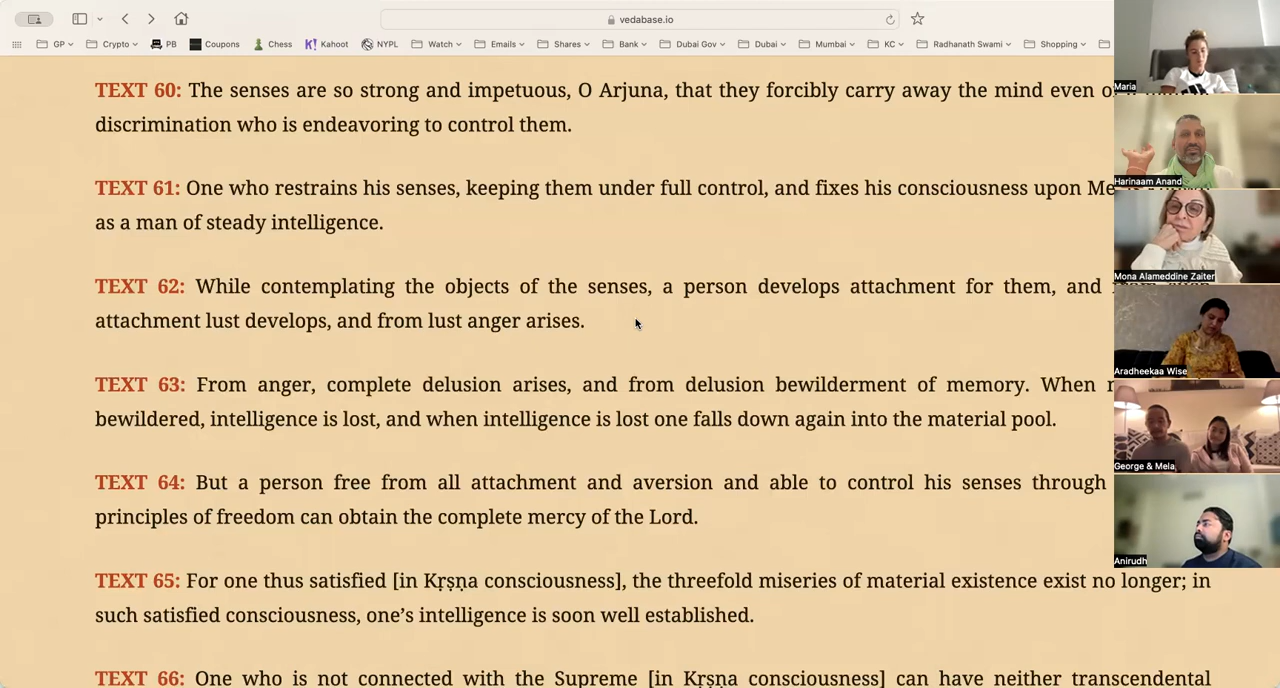 vedabase.io
GP Crypto PB Coupons Chess Kahoot NYPL Watch Emails Shares Bank Dubai Gov Dubai Mumbai KC Radhanath Swami Shopping
TEXT 60: The senses are so strong and impetuous, O Arjuna, that they forcibly carry away the mind even
discrimination who is endeavoring to control them.
TEXT 61: One who restrains his senses, keeping them under full control, and fixes his consciousness upon Me
as a man of steady intelligence.
TEXT 62: While contemplating the objects of the senses, a person develops attachment for them, and
attachment lust develops, and from lust anger arises.
TEXT 63: From anger, complete delusion arises, and from delusion bewilderment of memory. When
bewildered, intelligence is lost, and when intelligence is lost one falls down again into the material pool.
TEXT 64: But a person free from all attachment and aversion and able to control his senses through
principles of freedom can obtain the complete mercy of the Lord.
TEXT 65: For one thus satisfied [in Kṛṣṇa consciousness], the threefold miseries of material existence exist no longer; in
such satisfied consciousness, one’s intelligence is soon well established.
TEXT 66: One who is not connected with the Supreme [in Kṛṣṇa consciousness] can have neither transcendental
Maria
Harinaam Anand
Mona Alameddine Zaiter
Aradheekaa Wise
George & Mela
Anirudh